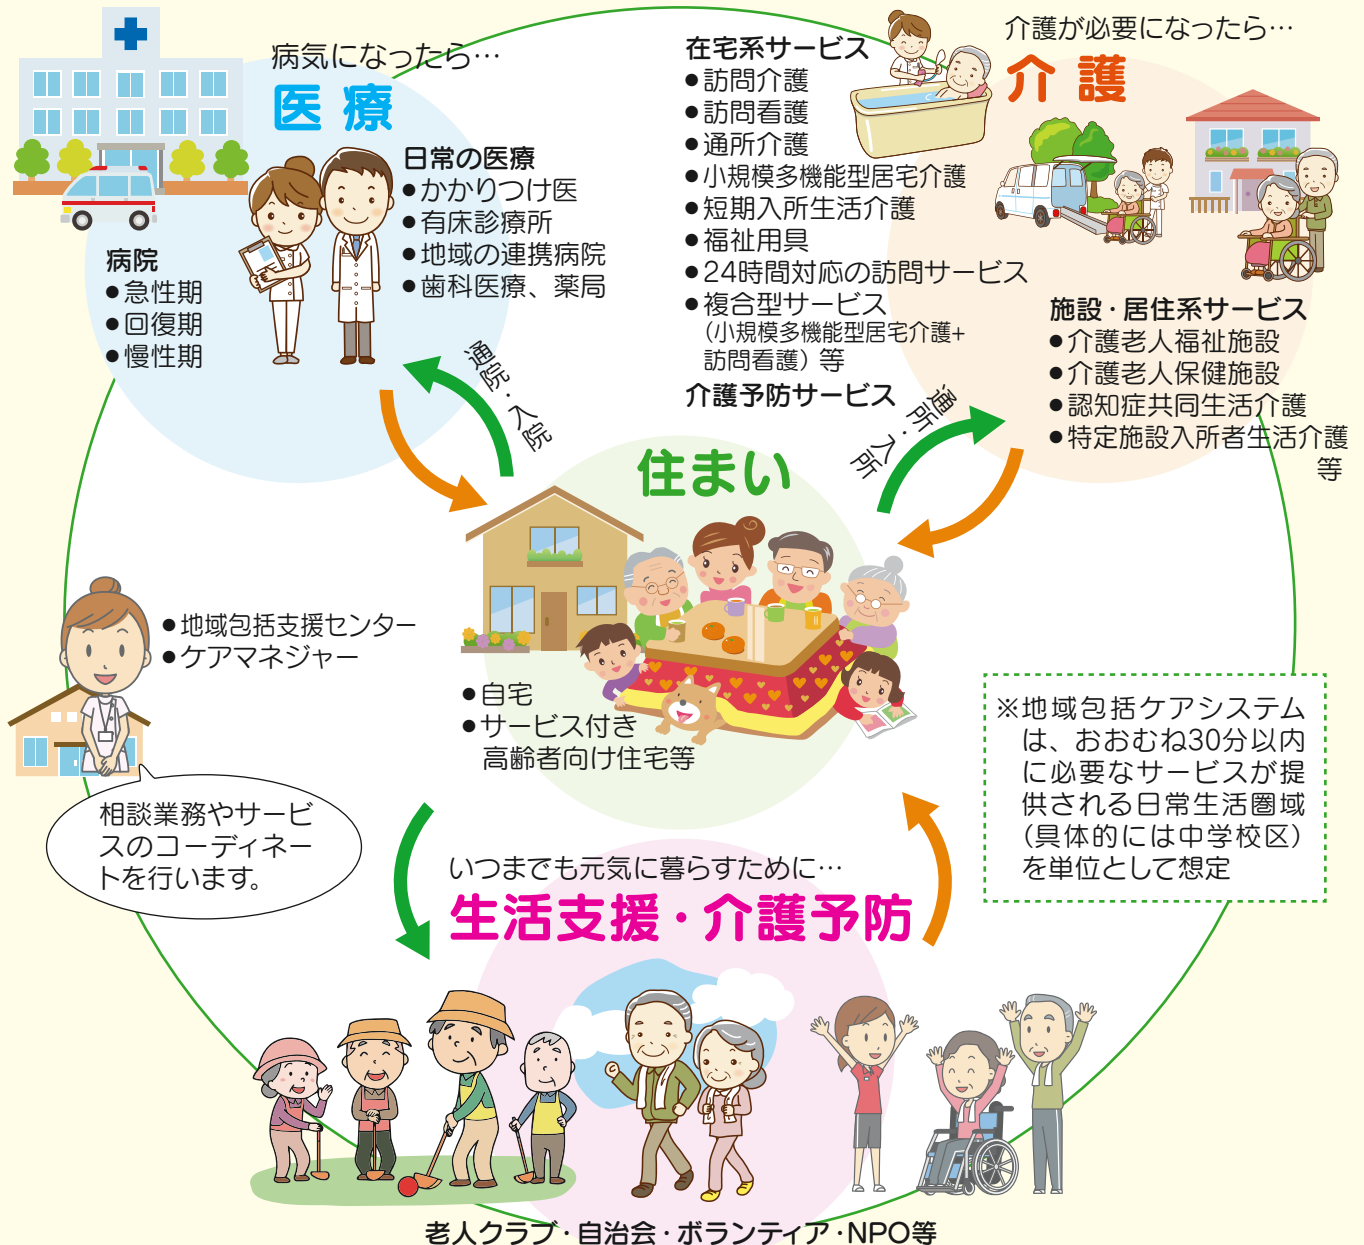 病気になったら…
医療
日常の医療
●かかりつけ医
●有床診療所
●地域の連携病院
●歯科医療、薬局
病院
●急性期
●回復期
●慢性期
通院・入院
在宅系サービス
●訪問介護
●訪問看護
●通所介護
●小規模多機能型居宅介護
●短期入所生活介護
●福祉用具
●24時間対応の訪問サービス
●複合型サービス
(小規模多機能型居宅介護+
訪問看護)等
介護予防サービス
介護が必要になったら…
介護
施設・居住系サービス
●介護老人福祉施設
●介護老人保健施設
●認知症共同生活介護
●特定施設入所者生活介護
等
通所・入所
住まい
●自宅
●サービス付き
高齢者向け住宅等
●地域包括支援センター
●ケアマネジャー
相談業務やサービ
スのコーディネー
トを行います。
※地域包括ケアシステム
は、おおむね30分以内
に必要なサービスが提
供される日常生活圏域
(具体的には中学校区)
を単位として想定
いつまでも元気に暮らすために…
生活支援・介護予防
老人クラブ・自治会・ボランティア・NPO等